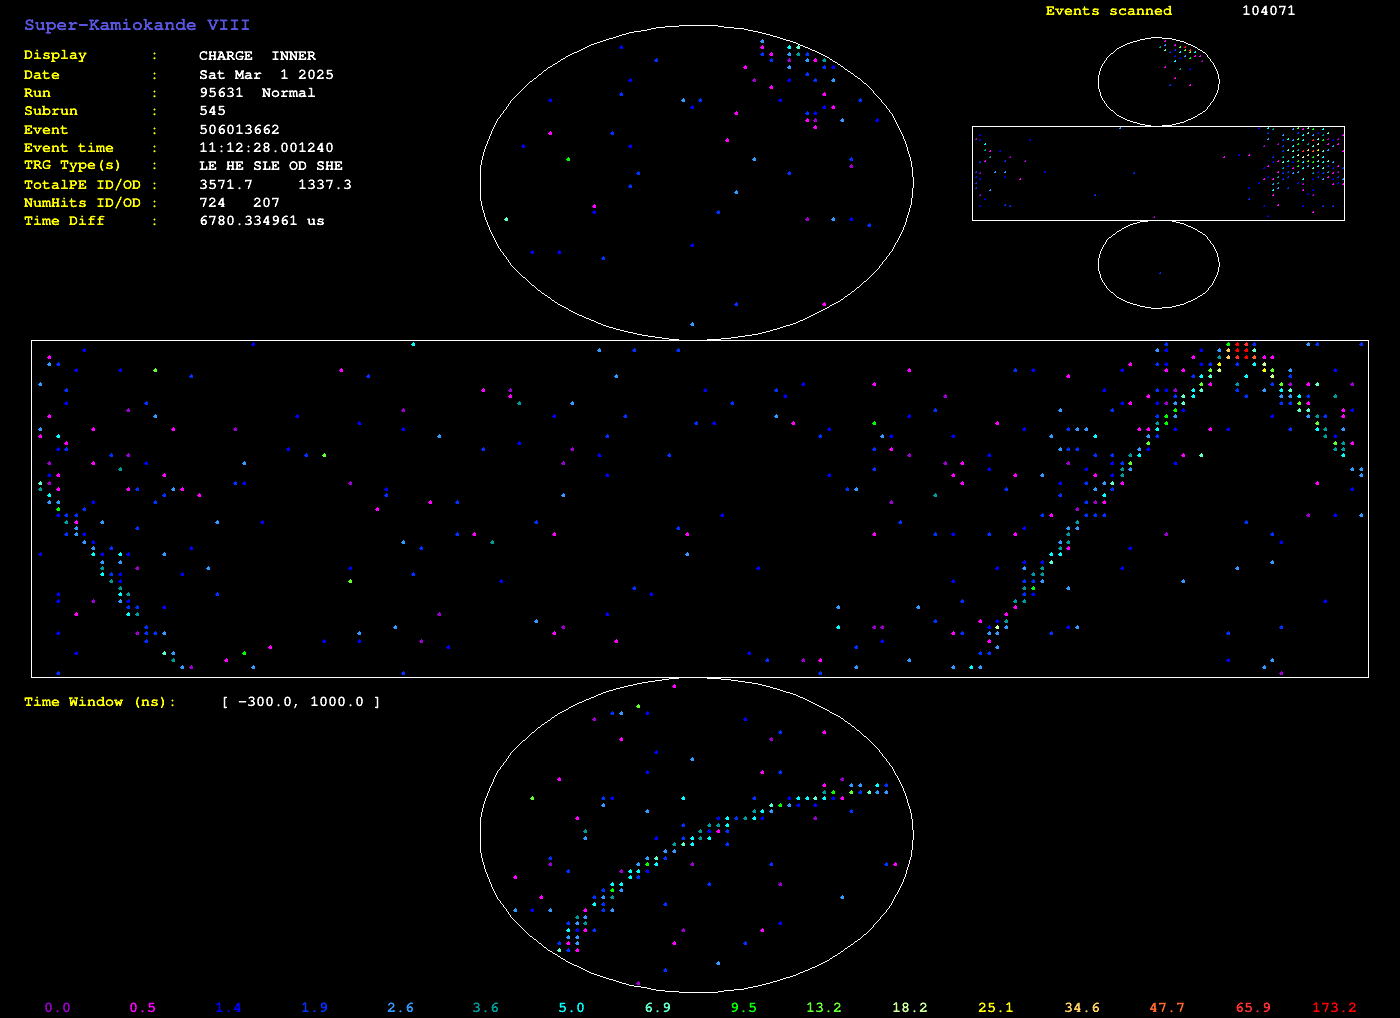 Super-Kamiokande VIII
Events scanned 104071
Display : CHARGE INNER
Date : Sat Mar 1 2025
Run : 95631 Normal
Subrun : 545
Event : 506013662
Event time : 11:12:28.001240
TRG Type(s) : LE HE SLE OD SHE
TotalPE ID/OD : 3571.7 1337.3
NumHits ID/OD : 724 207
Time Diff : 6780.334961 us
Time Window (ns): [ -300.0, 1000.0 ]
0.0 0.5 1.4 1.9 2.6 3.6 5.0 6.9 9.5 13.2 18.2 25.1 34.6 47.7 65.9 173.2